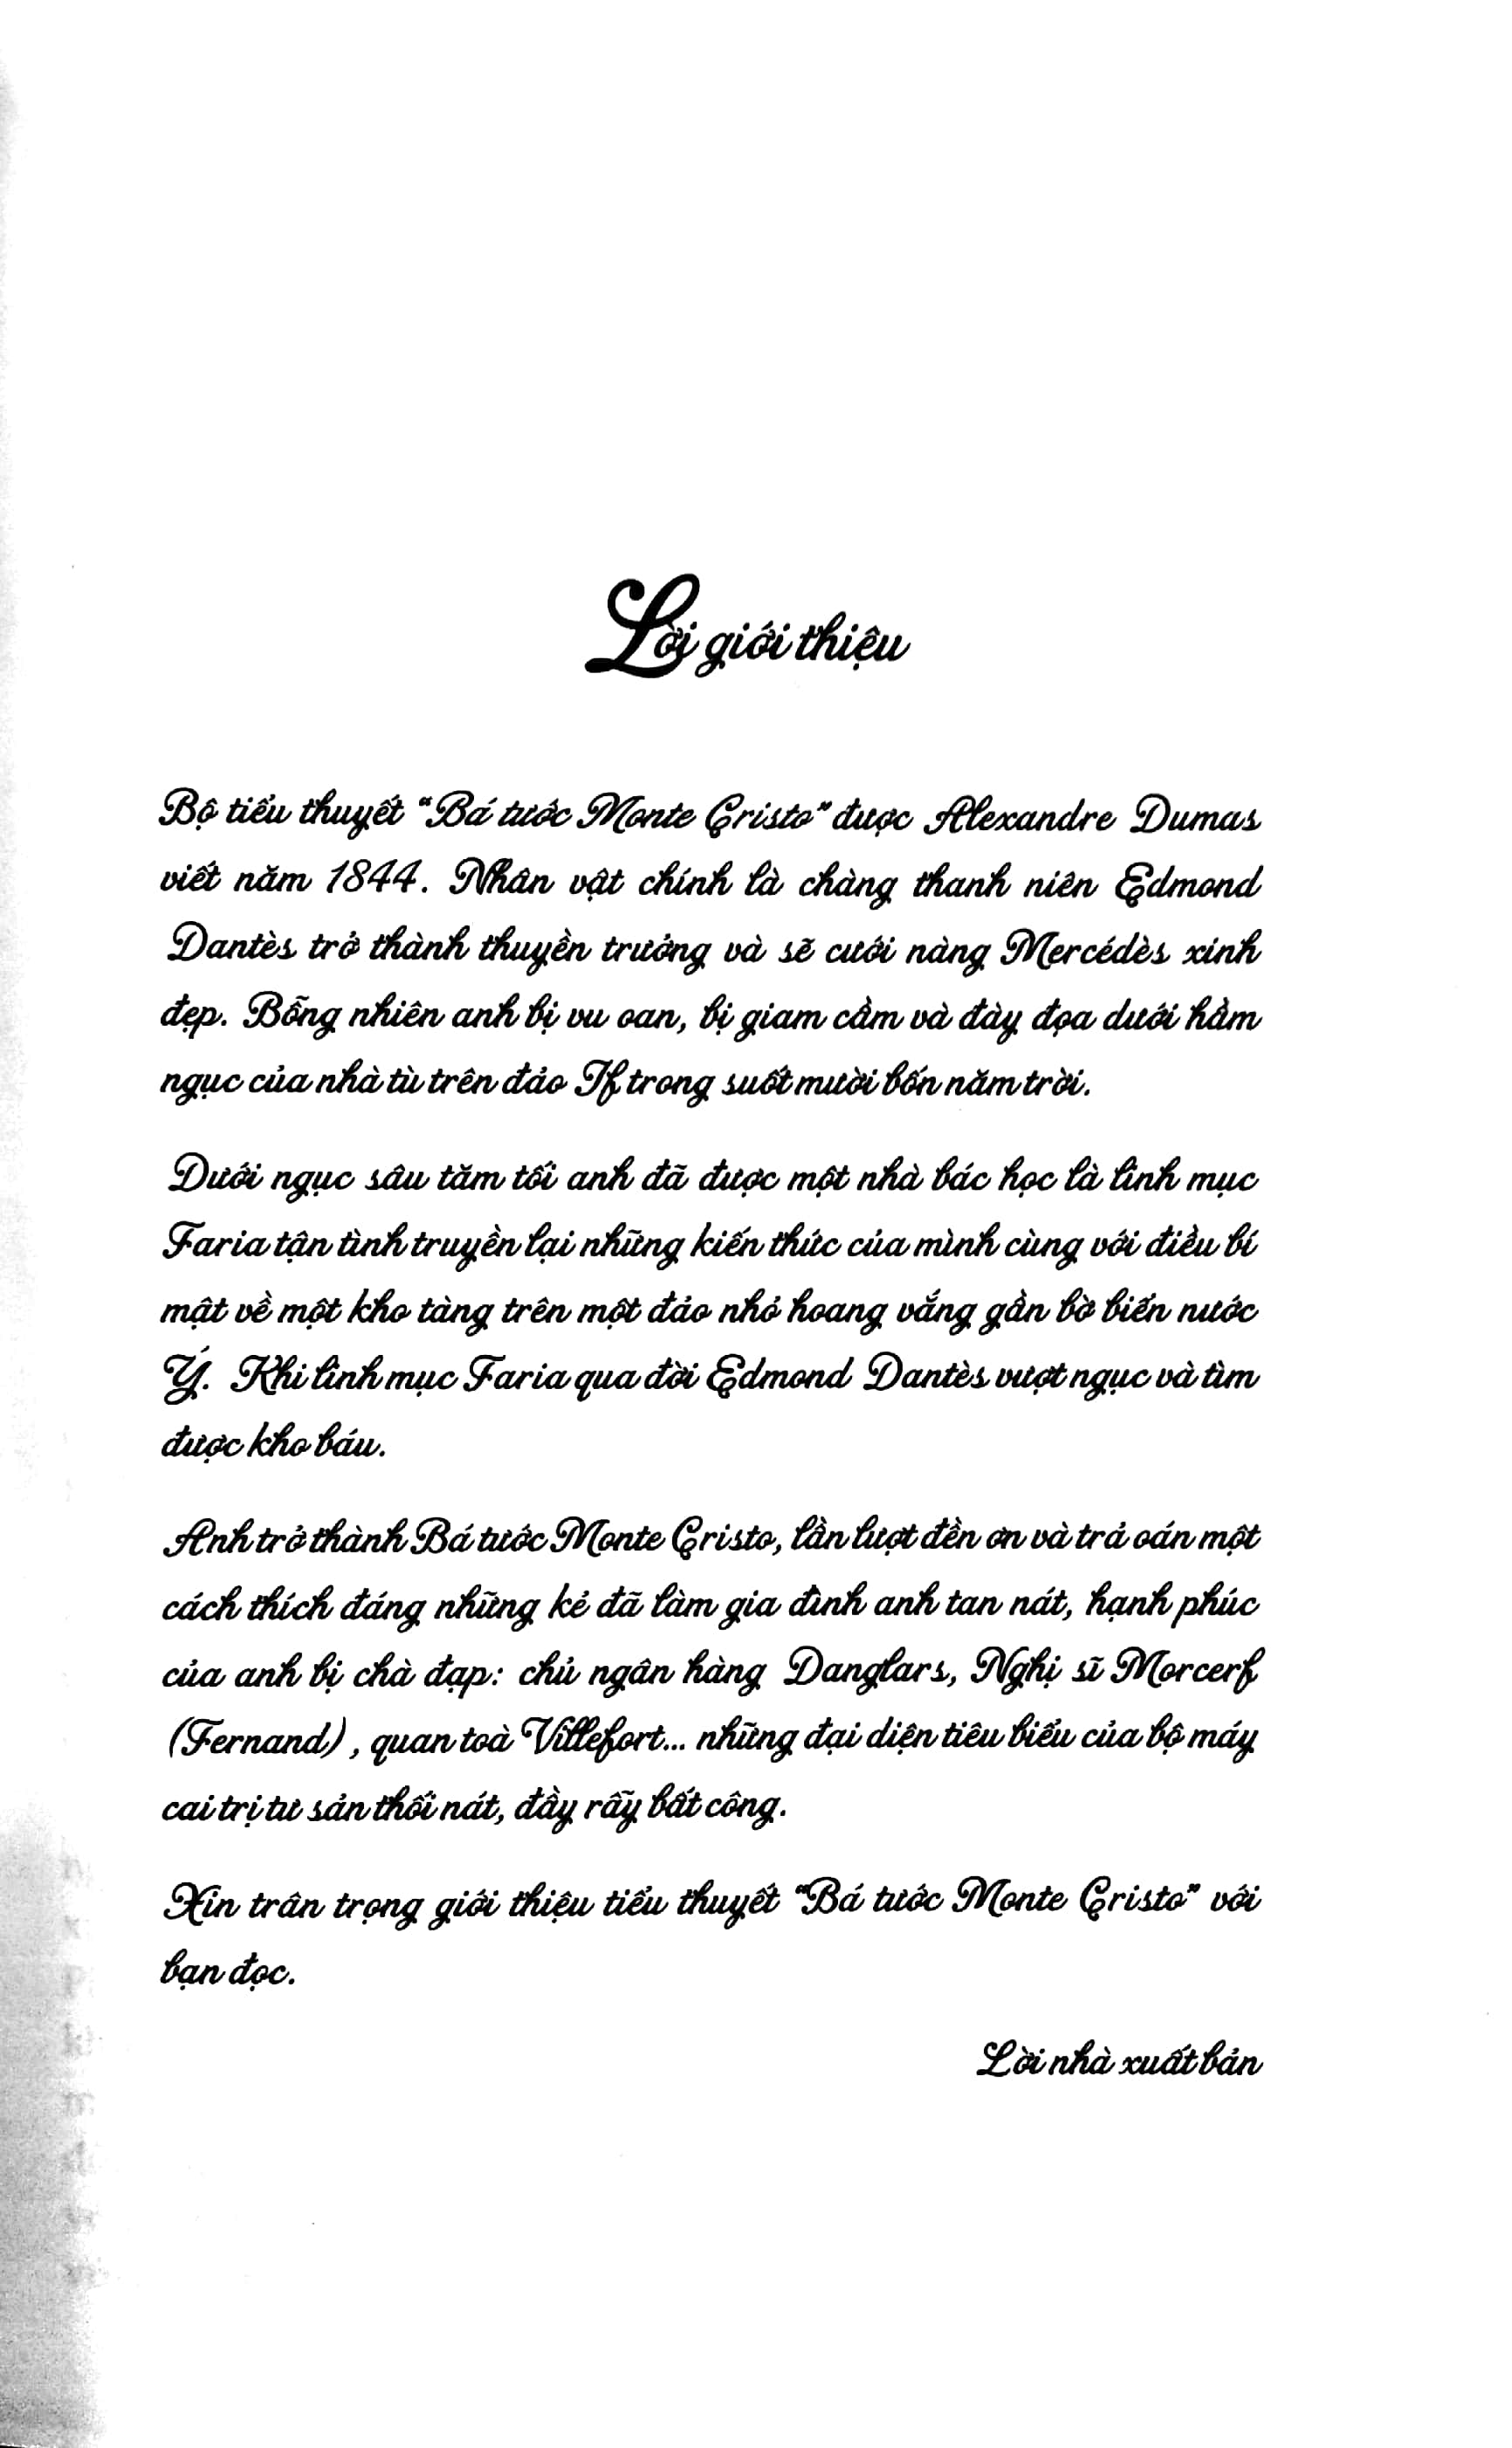 Lời giới thiệu
Bộ tiểu thuyết “Bá tước Monte Cristo” được Alexandre Dumas
viết năm 1844. Nhân vật chính là chàng thanh niên Edmond
Dantès trở thành thuyền trưởng và sẽ cưới nàng Mercédès xinh
đẹp. Bỗng nhiên anh bị vu oan, bị giam cầm và đày đọa dưới hầm
ngục của nhà tù trên đảo If trong suốt mười bốn năm trời.
Dưới ngục sâu tăm tối anh đã được một nhà bác học là linh mục
Faria tận tình truyền lại những kiến thức của mình cùng với điều bí
mật về một kho tàng trên một đảo nhỏ hoang vắng gần bờ biển nước
Ý. Khi linh mục Faria qua đời Edmond Dantès vượt ngục và tìm
được kho báu.
Anh trở thành Bá tước Monte Cristo, lần lượt đền ơn và trả oán một
cách thích đáng những kẻ đã làm gia đình anh tan nát, hạnh phúc
của anh bị chà đạp: chủ ngân hàng Danglars, Nghị sĩ Morcerf
(Fernand), quan toà Villefort... những đại diện tiêu biểu của bộ máy
cai trị tư sản thối nát, đầy rẫy bất công.
Xin trân trọng giới thiệu tiểu thuyết “Bá tước Monte Cristo” với
bạn đọc.
Lời nhà xuất bản